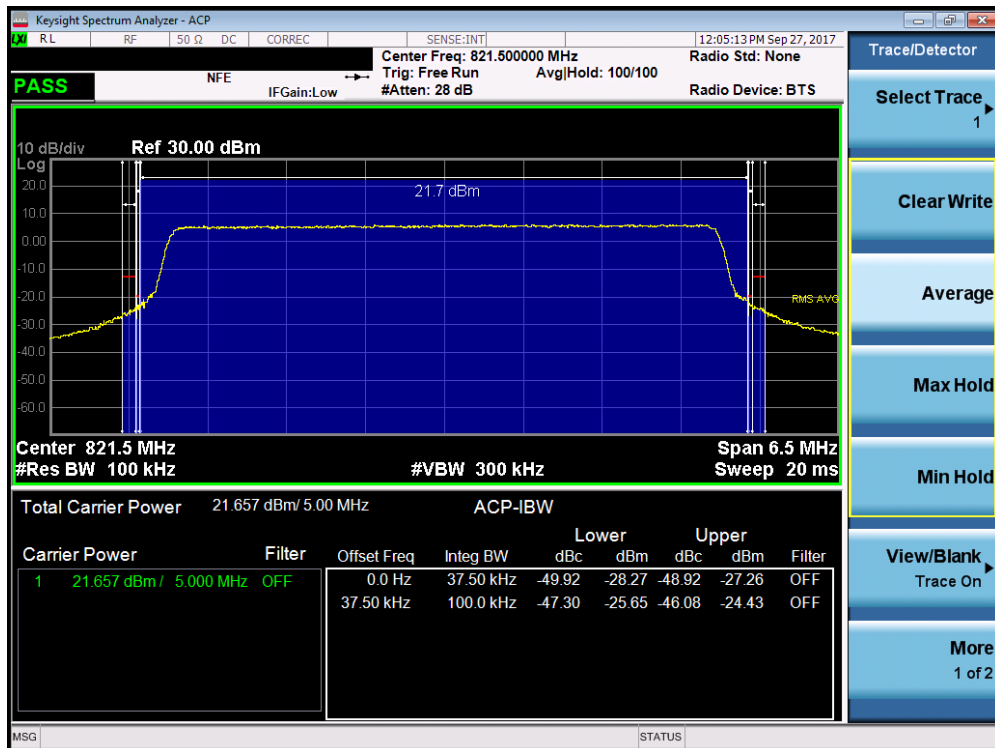 Keysight Spectrum Analyzer - ACP
LXI RL RF 50 Ω DC CORREC SENSE:INT 12:05:13 PM Sep 27, 2017
Center Freq: 821.500000 MHz Radio Std: None
PASS NFE Trig: Free Run Avg|Hold: 100/100
IFGain:Low #Atten: 28 dB Radio Device: BTS
10 dB/div Ref 30.00 dBm
Log
20.0
21.7 dBm
10.0
0.00
-10.0
-20.0
RMS AVG
-30.0
-40.0
-50.0
-60.0
Center 821.5 MHz Span 6.5 MHz
#Res BW 100 kHz #VBW 300 kHz Sweep 20 ms
Total Carrier Power 21.657 dBm/ 5.00 MHz ACP-IBW
Lower Upper
Carrier Power Filter Offset Freq Integ BW dBc dBm dBc dBm Filter
1 21.657 dBm / 5.000 MHz OFF 0.0 Hz 37.50 kHz -49.92 -28.27 -48.92 -27.26 OFF
37.50 kHz 100.0 kHz -47.30 -25.65 -46.08 -24.43 OFF
MSG STATUS
Trace/Detector
Select Trace
1
Clear Write
Average
Max Hold
Min Hold
View/Blank
Trace On
More
1 of 2